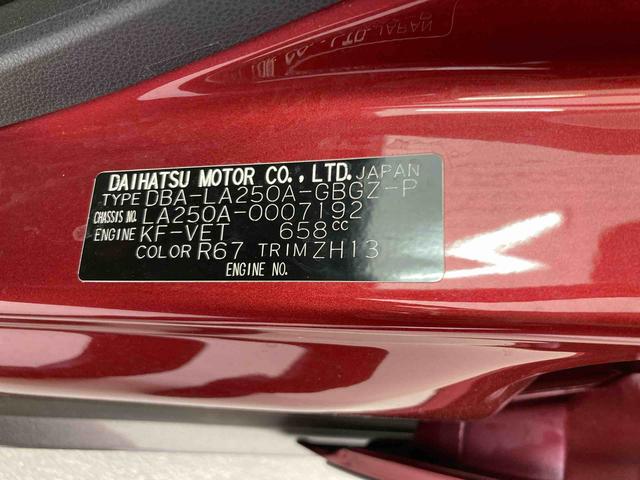 DAIHATSU MOTOR CO., LTD. JAPAN
TYPE DBA-LA250A-GBGZ-P
CHASSIS NO. LA250A-0007192
ENGINE KF-VET 658cc
COLOR R67 TRIM ZH13
ENGINE NO.